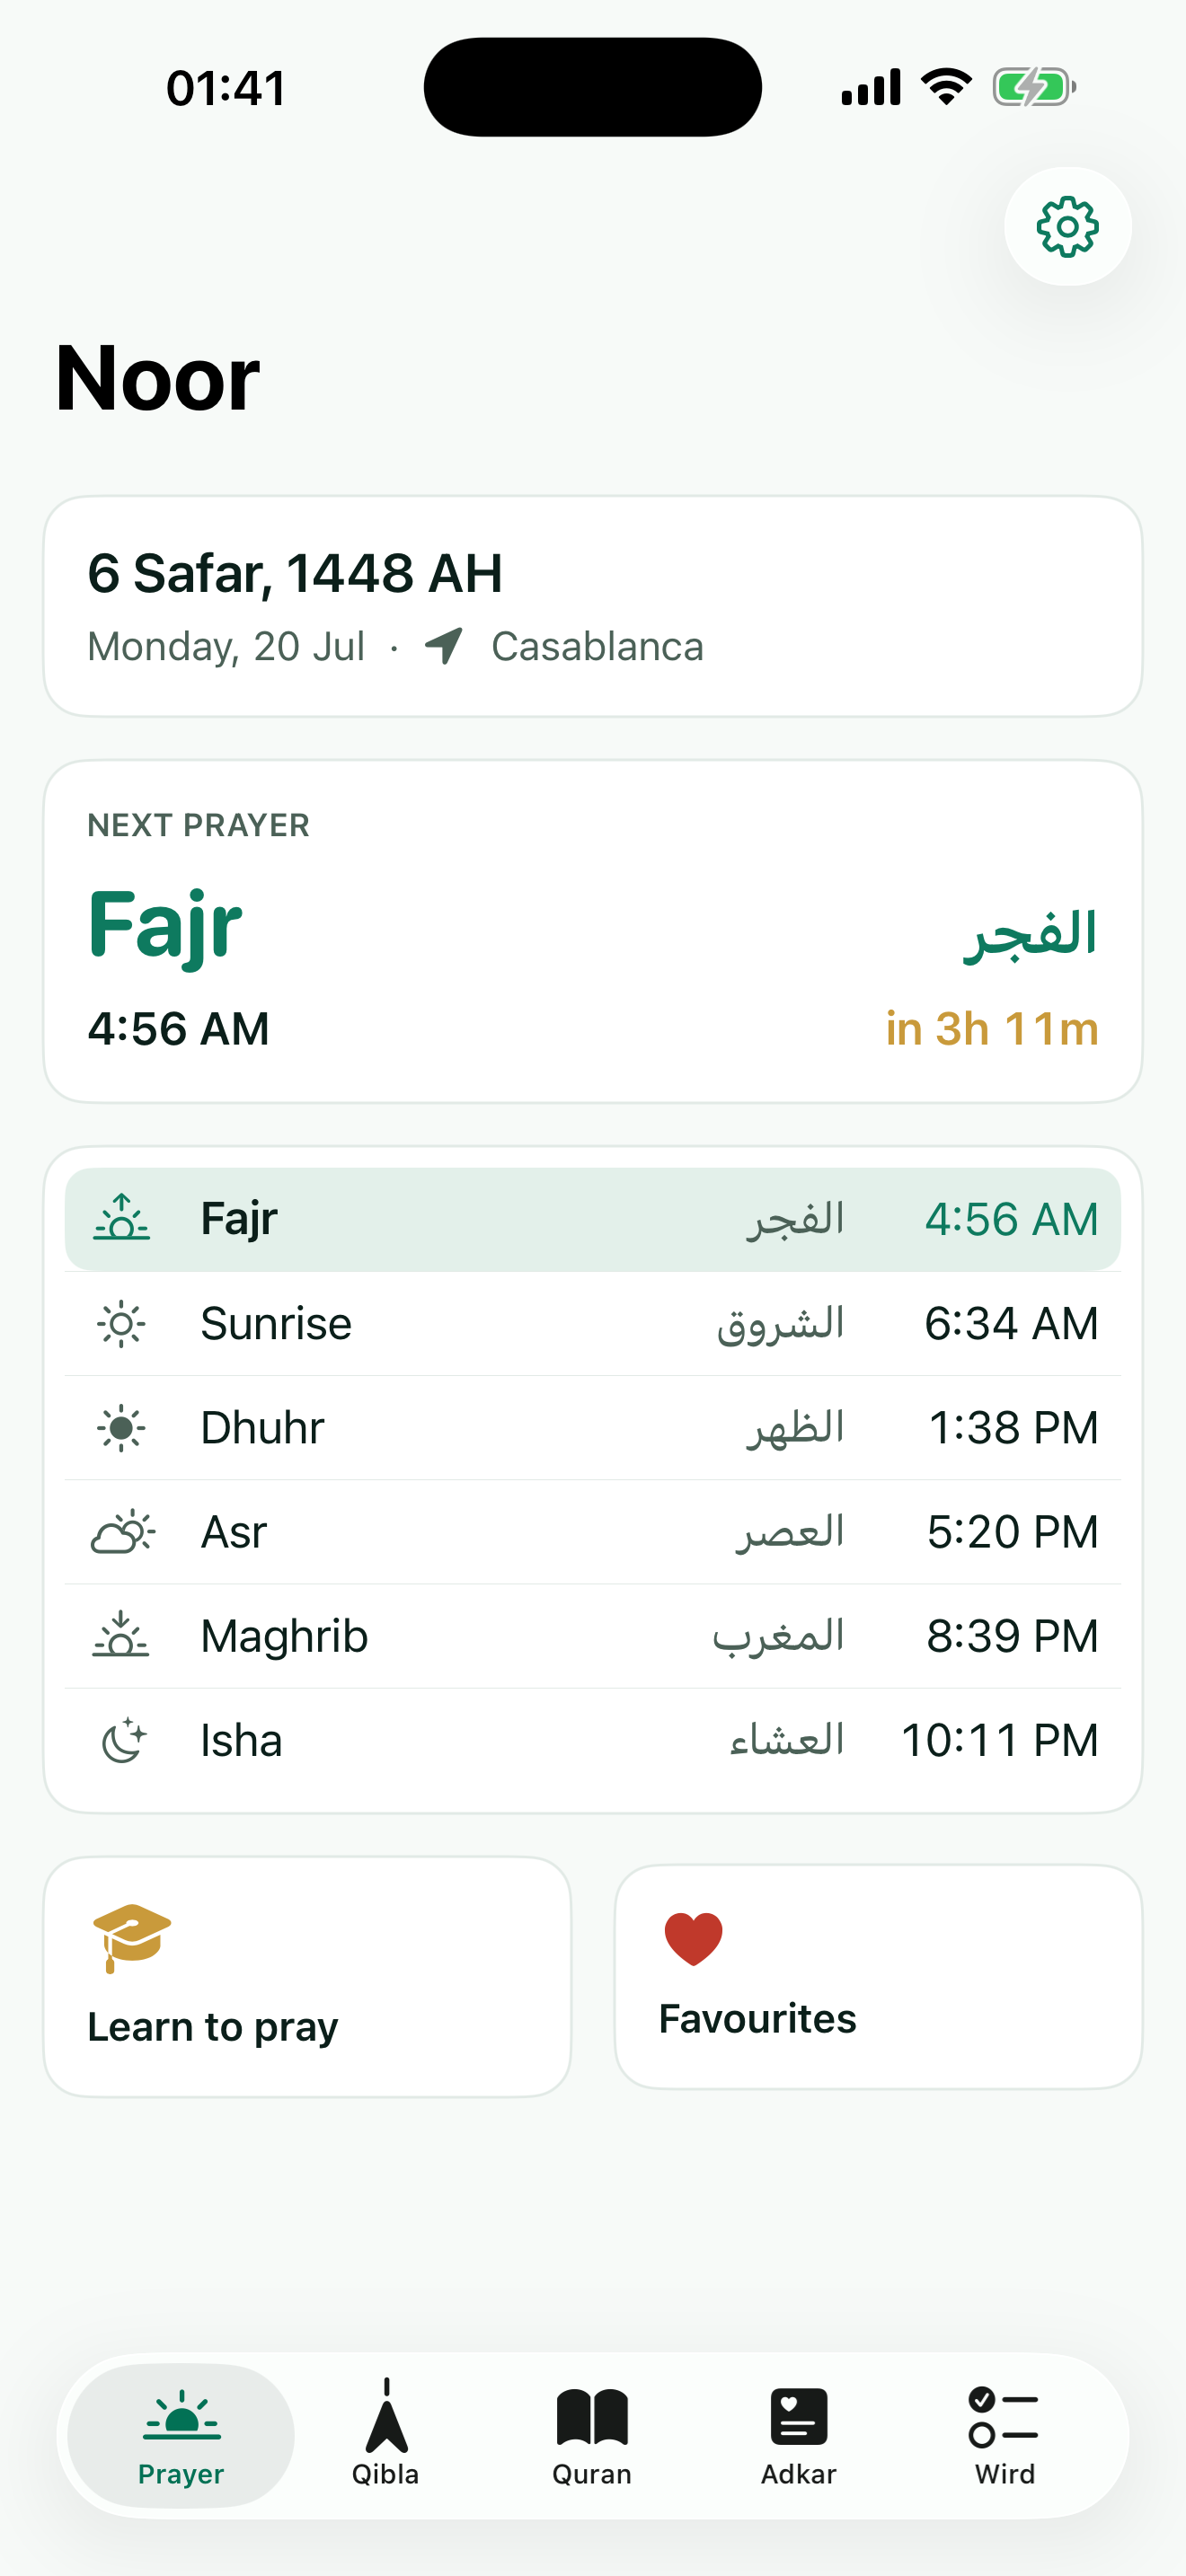 01:41
Noor
6 Safar, 1448 AH
Monday, 20 Jul · Casablanca
NEXT PRAYER
Fajr الفجر
4:56 AM in 3h 11m
Fajr الفجر 4:56 AM
Sunrise الشروق 6:34 AM
Dhuhr الظهر 1:38 PM
Asr العصر 5:20 PM
Maghrib المغرب 8:39 PM
Isha العشاء 10:11 PM
Learn to pray
Favourites
Prayer Qibla Quran Adkar Wird